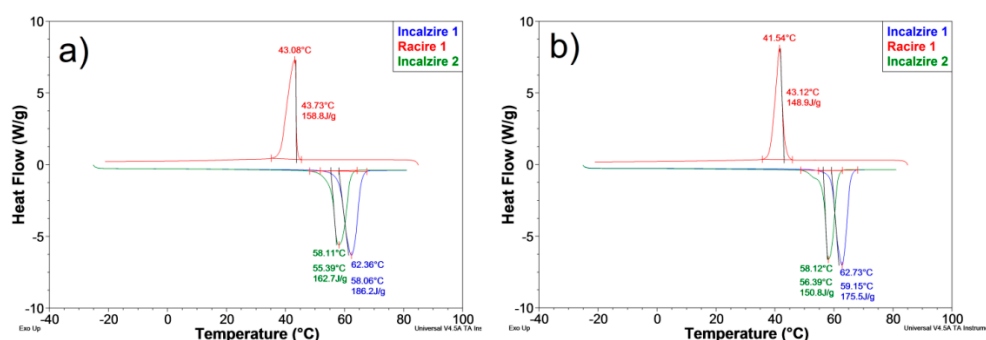 a)
Incalzire 1
Racire 1
Incalzire 2
10
5
0
-5
-10
Heat Flow (W/g)
43.08°C
43.73°C
158.8J/g
58.11°C
55.39°C
162.7J/g
62.36°C
58.06°C
186.2J/g
-40
-20
0
20
40
60
80
100
Exo Up
Temperature (°C)
Universal V4.5A TA Ins
b)
Incalzire 1
Racire 1
Incalzire 2
10
5
0
-5
-10
Heat Flow (W/g)
41.54°C
43.12°C
148.9J/g
58.12°C
56.39°C
150.8J/g
62.73°C
59.15°C
175.5J/g
-40
-20
0
20
40
60
80
100
Exo Up
Temperature (°C)
Universal V4.5A TA Instrume